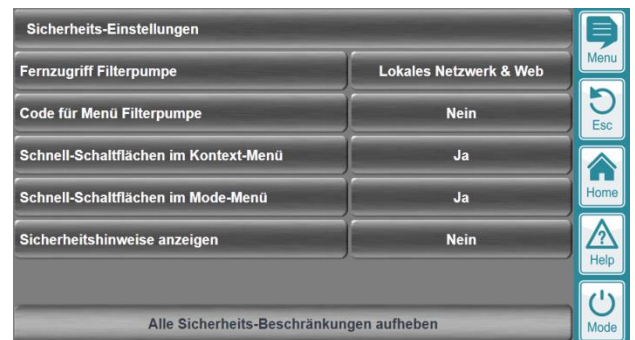 Sicherheits-Einstellungen
Fernzugriff Filterpumpe Lokales Netzwerk & Web
Code für Menü Filterpumpe Nein
Schnell-Schaltflächen im Kontext-Menü Ja
Schnell-Schaltflächen im Mode-Menü Ja
Sicherheitshinweise anzeigen Nein
Alle Sicherheits-Beschränkungen aufheben
Menu
Esc
Home
?
Help
Mode